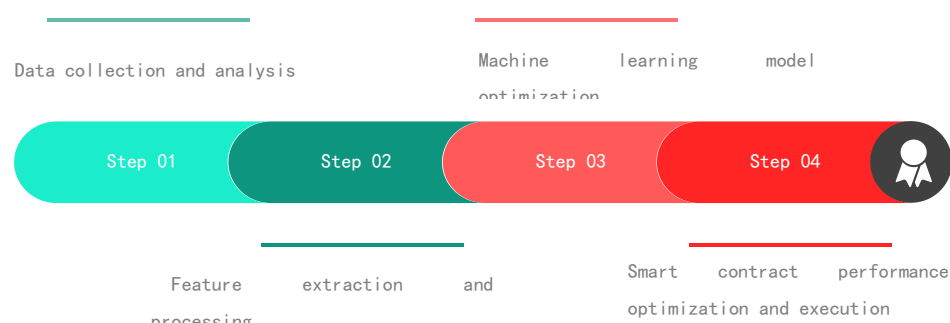 Data collection and analysis
Machine learning model
optimization
Step 01
Step 02
Step 03
Step 04
Feature extraction and
processing
Smart contract performance
optimization and execution